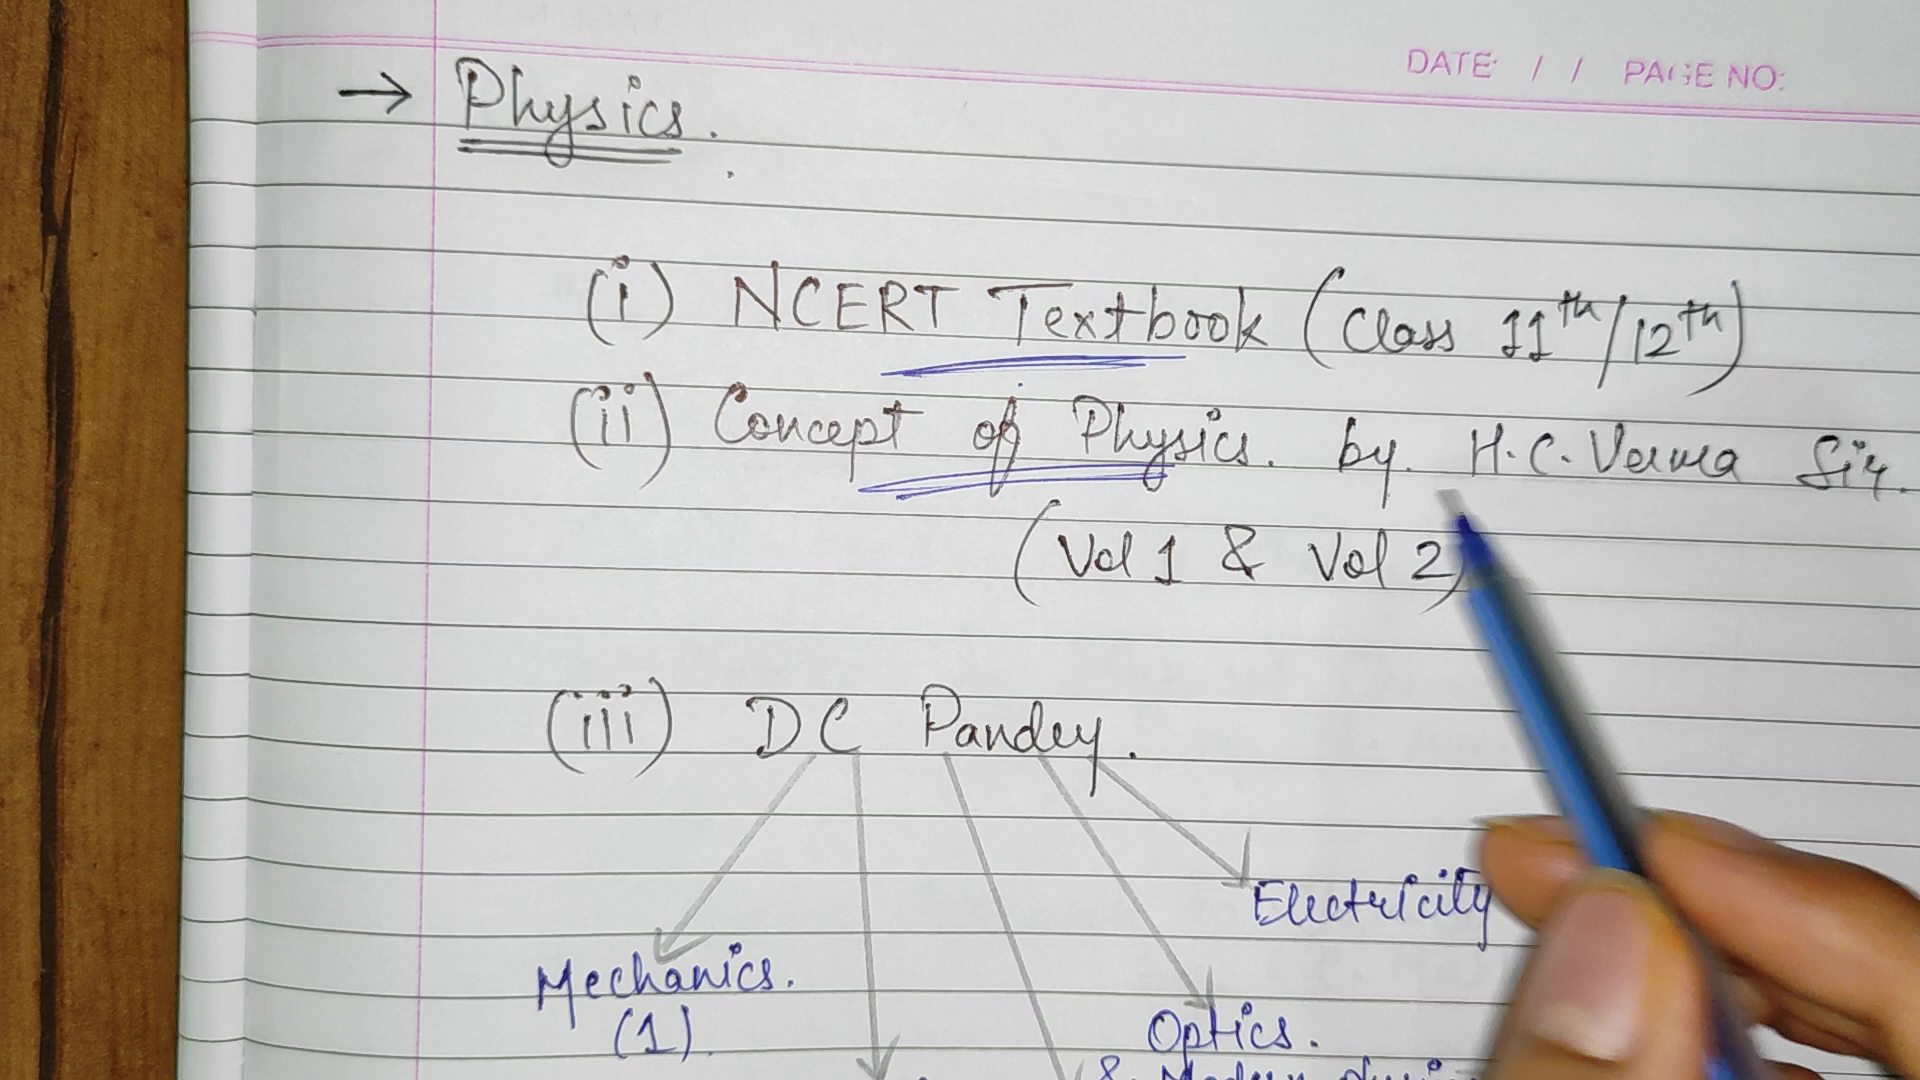 DATE: / / PAGE NO:
→ Physics.
(i) NCERT Textbook (Class 11th/12th)
(ii) Concept of Physics. by H.C. Verma Sir.
(Vol 1 & Vol 2)
(iii) DC Pandey.
Electricity
Mechanics.
(1).
Optics.
& Modern